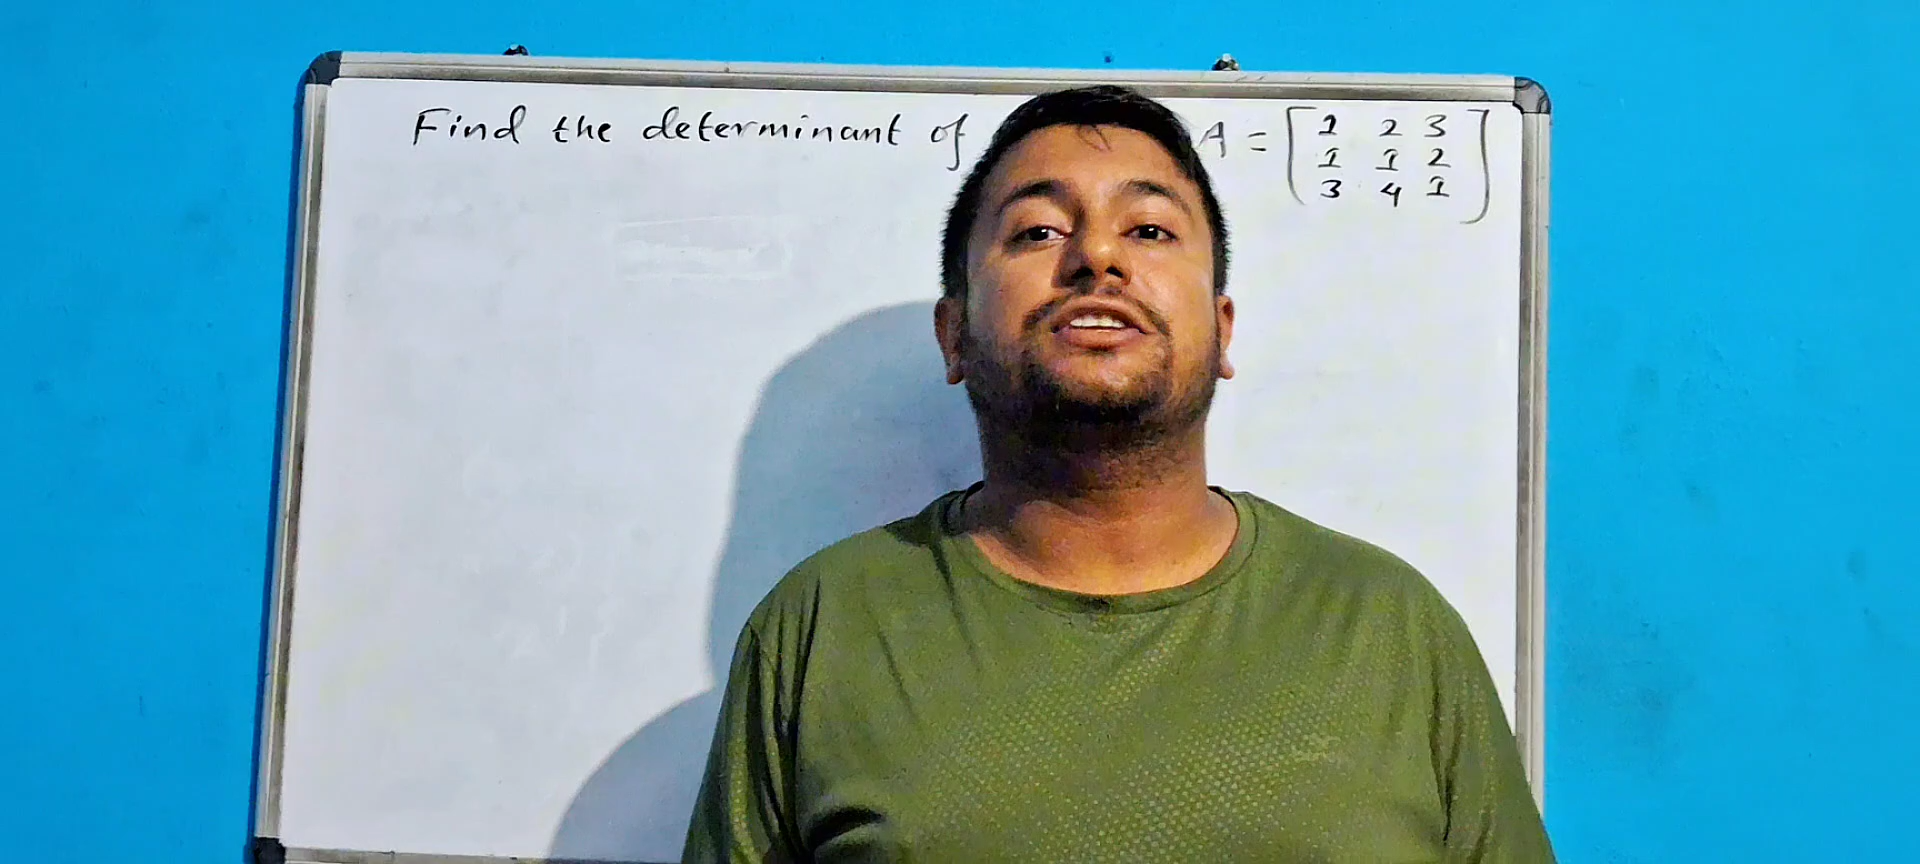 Find the determinant of A = [1 2 3
1 1 2
3 4 1]